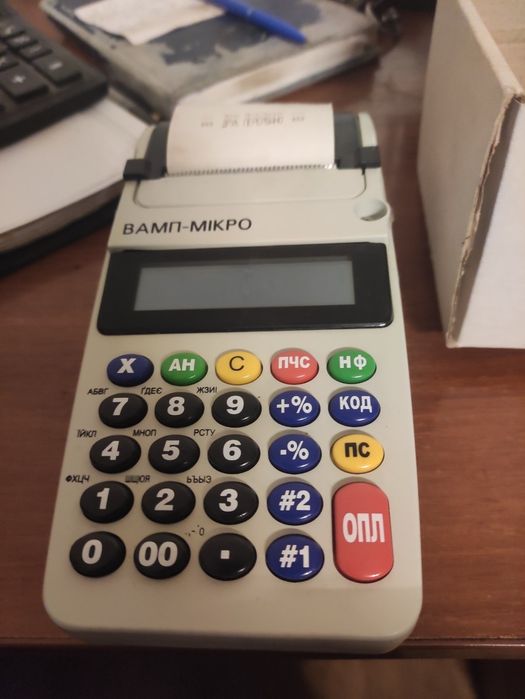 ВАМП-МІКРО
Х АН С ПЧС НФ
АБВГ ҐДЕЄ ЖЗИІ
7 8 9 +% КОД
ЇЙКЛ МНОП РСТУ
4 5 6 -% ПС
ФХЦЧ ШЩЮЯ ЬЪЫЭ
1 2 3 #2 ОПЛ
0 00 . #1